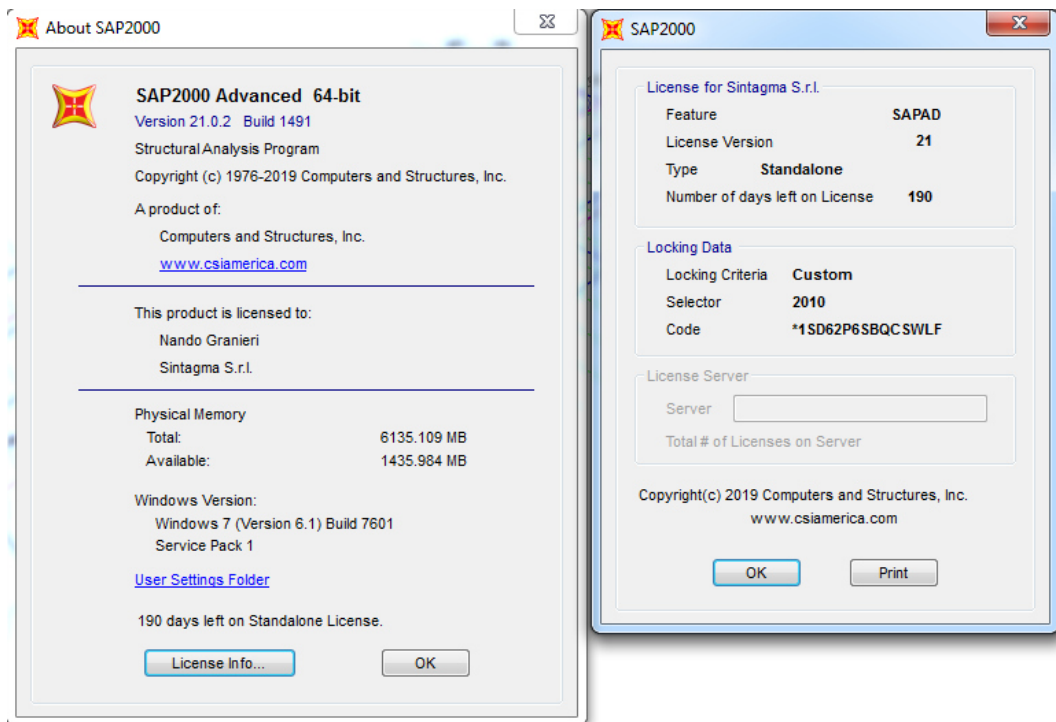 About SAP2000
SAP2000 Advanced 64-bit
Version 21.0.2 Build 1491
Structural Analysis Program
Copyright (c) 1976-2019 Computers and Structures, Inc.
A product of:
Computers and Structures, Inc.
www.csiamerica.com
This product is licensed to:
Nando Granieri
Sintagma S.r.l.
Physical Memory
Total: 6135.109 MB
Available: 1435.984 MB
Windows Version:
Windows 7 (Version 6.1) Build 7601
Service Pack 1
User Settings Folder
190 days left on Standalone License.
License Info... OK
SAP2000
License for Sintagma S.r.l.
Feature SAPAD
License Version 21
Type Standalone
Number of days left on License 190
Locking Data
Locking Criteria Custom
Selector 2010
Code *1SD62P6SBQCSWLF
License Server
Server
Total # of Licenses on Server
Copyright(c) 2019 Computers and Structures, Inc.
www.csiamerica.com
OK Print